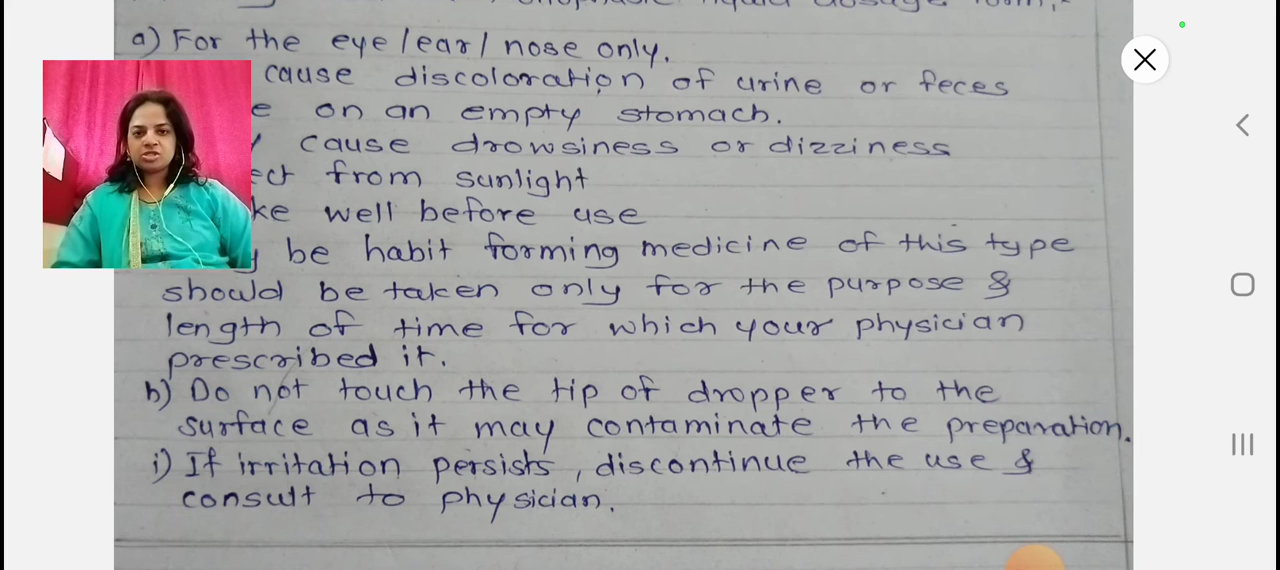 a) For the eye/ear/nose only.
cause discoloration of urine or feces
on an empty stomach.
cause drowsiness or dizziness
from sunlight
well before use
be habit forming medicine of this type
should be taken only for the purpose &
length of time for which your physician
prescribed it.
h) Do not touch the tip of dropper to the
surface as it may contaminate the preparation.
i) If irritation persists, discontinue the use &
consult to physician.